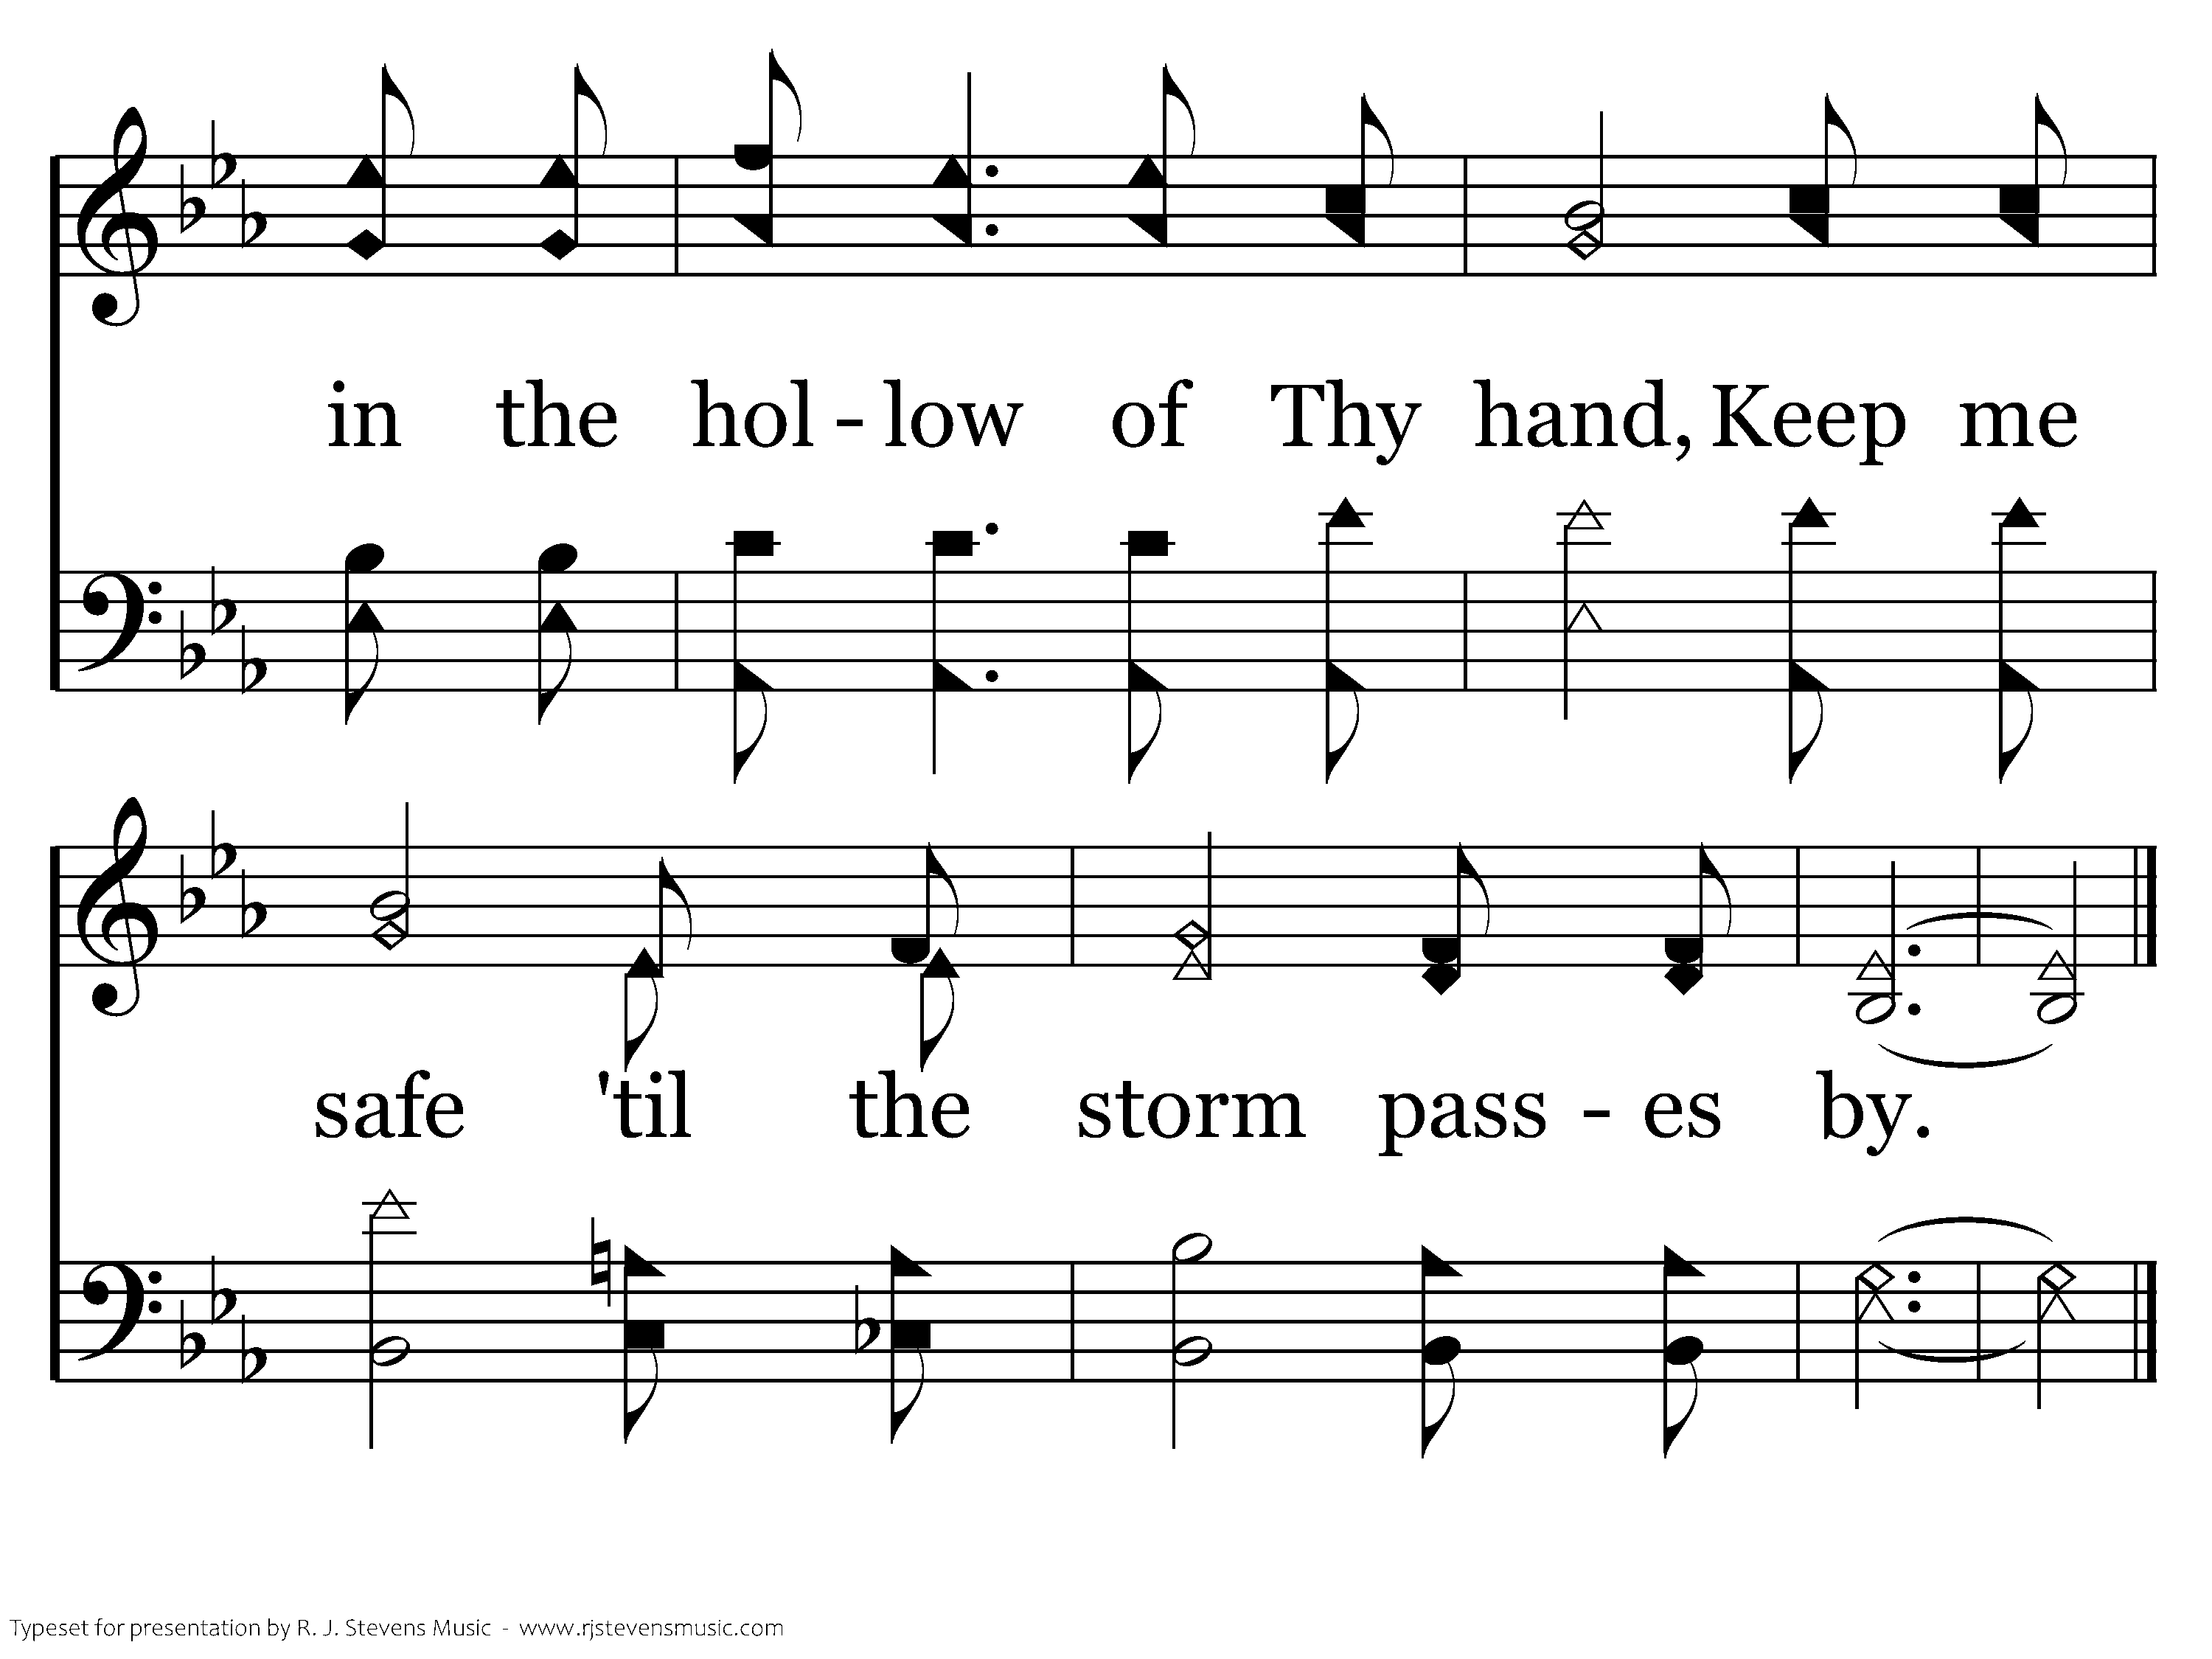 in the hol - low of Thy hand, Keep me
safe 'til the storm pass - es by.
Typeset for presentation by R. J. Stevens Music - www.rjstevensmusic.com